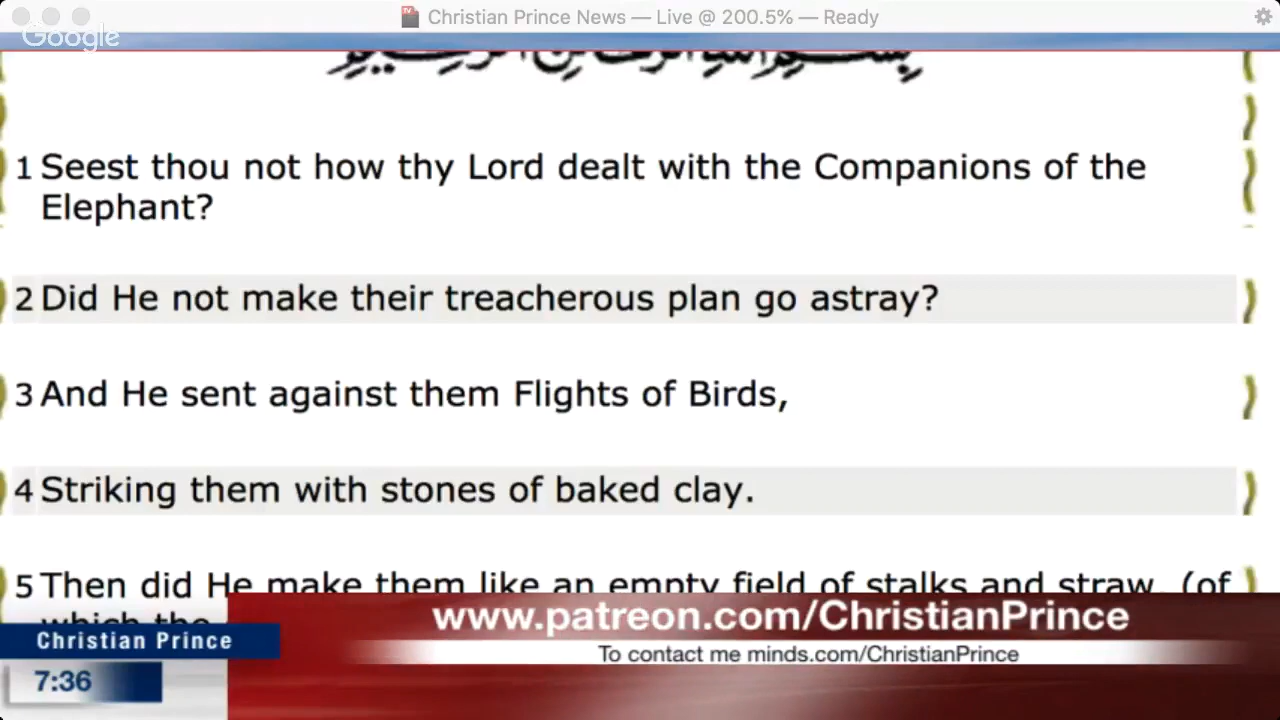 Christian Prince News — Live @ 200.5% — Ready
Google
1 Seest thou not how thy Lord dealt with the Companions of the
Elephant?
2 Did He not make their treacherous plan go astray?
3 And He sent against them Flights of Birds,
4 Striking them with stones of baked clay.
5 Then did He make them like an empty field of stalks and straw, (of
which the
www.patreon.com/ChristianPrince
Christian Prince
To contact me minds.com/ChristianPrince
7:36